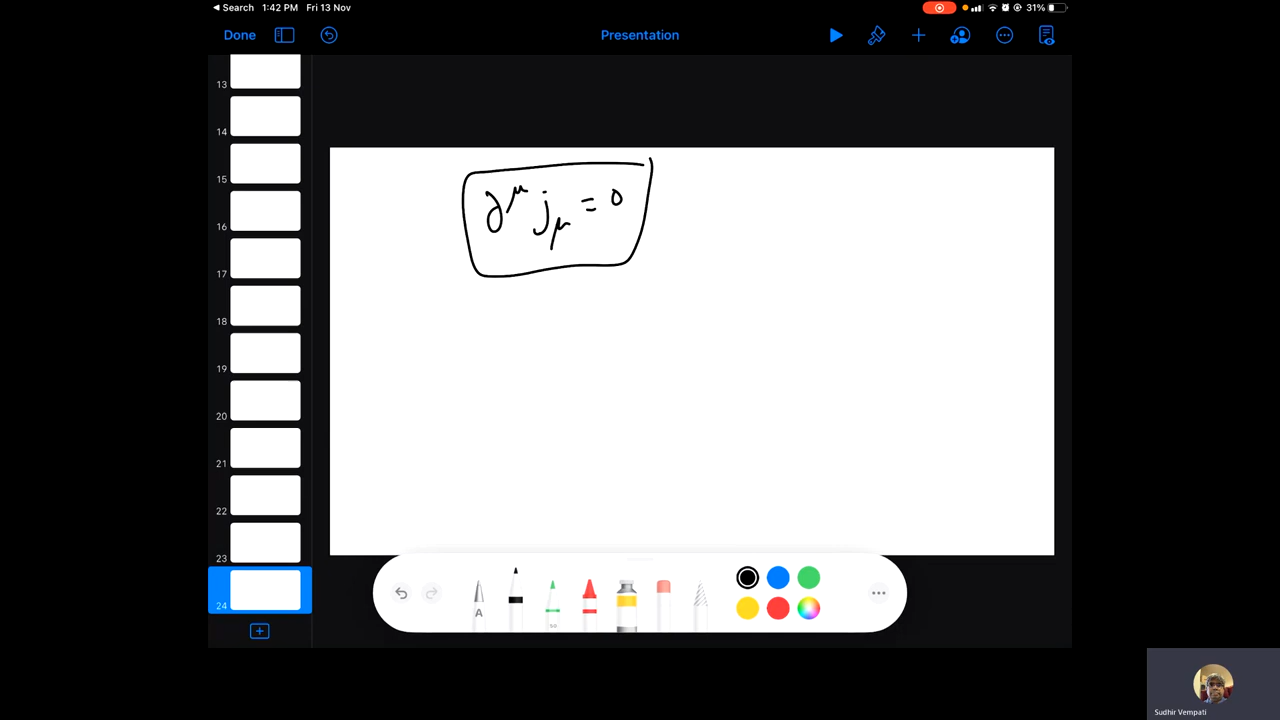 Search 1:42 PM Fri 13 Nov 31%
Done Presentation
∂^μ j_μ = 0
13
14
15
16
17
18
19
20
21
22
23
24
A
Sudhir Vempati